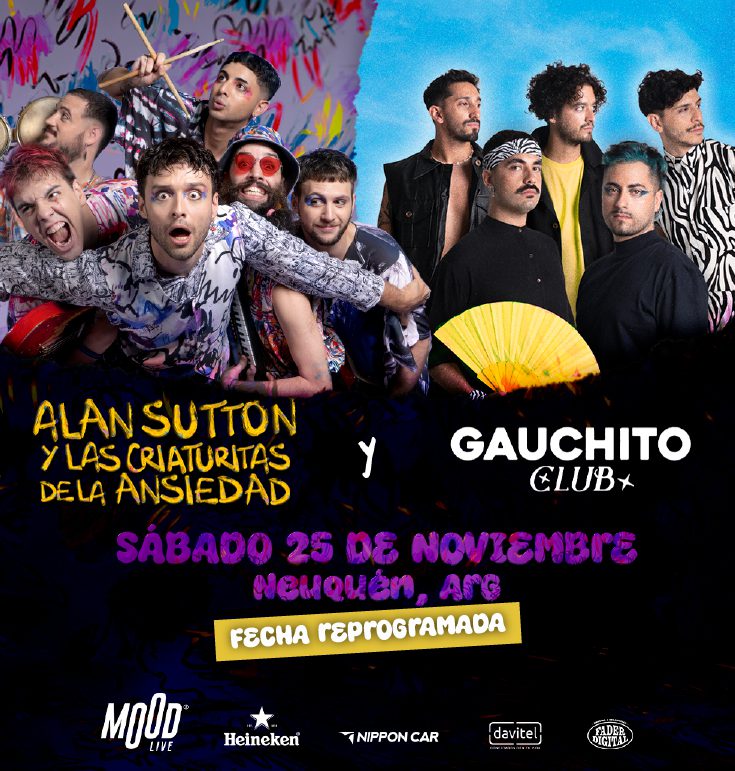 ALAN SUTTON
Y LAS CRIATURITAS
DE LA ANSIEDAD
y
GAUCHITO
CLUB
SÁBADO 25 DE NOVIEMBRE
Neuquén, Arg
FECHA REPROGRAMADA
MOOD
LIVE
Heineken
NIPPON CAR
davitel
FADER
DIGITAL